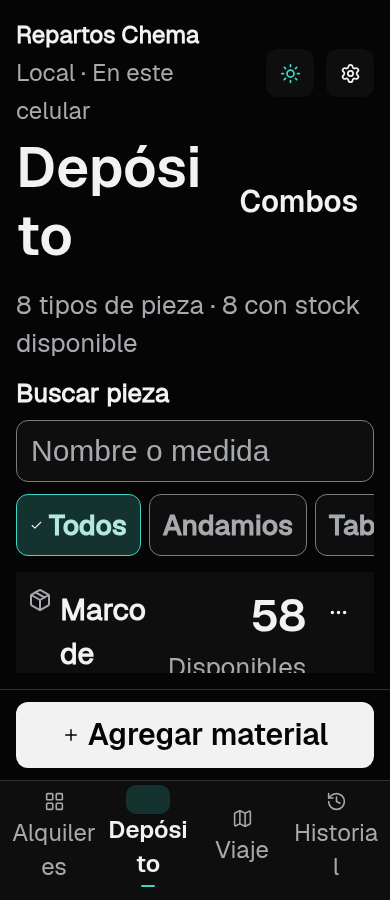 Repartos Chema
Local · En este
celular
Depósi
to
Combos
8 tipos de pieza · 8 con stock
disponible
Buscar pieza
Nombre o medida
Todos
Andamios
Tab
Marco
de
58
Disponibles
+ Agregar material
Alquiler
es
Depósi
to
Viaje
Historia
l